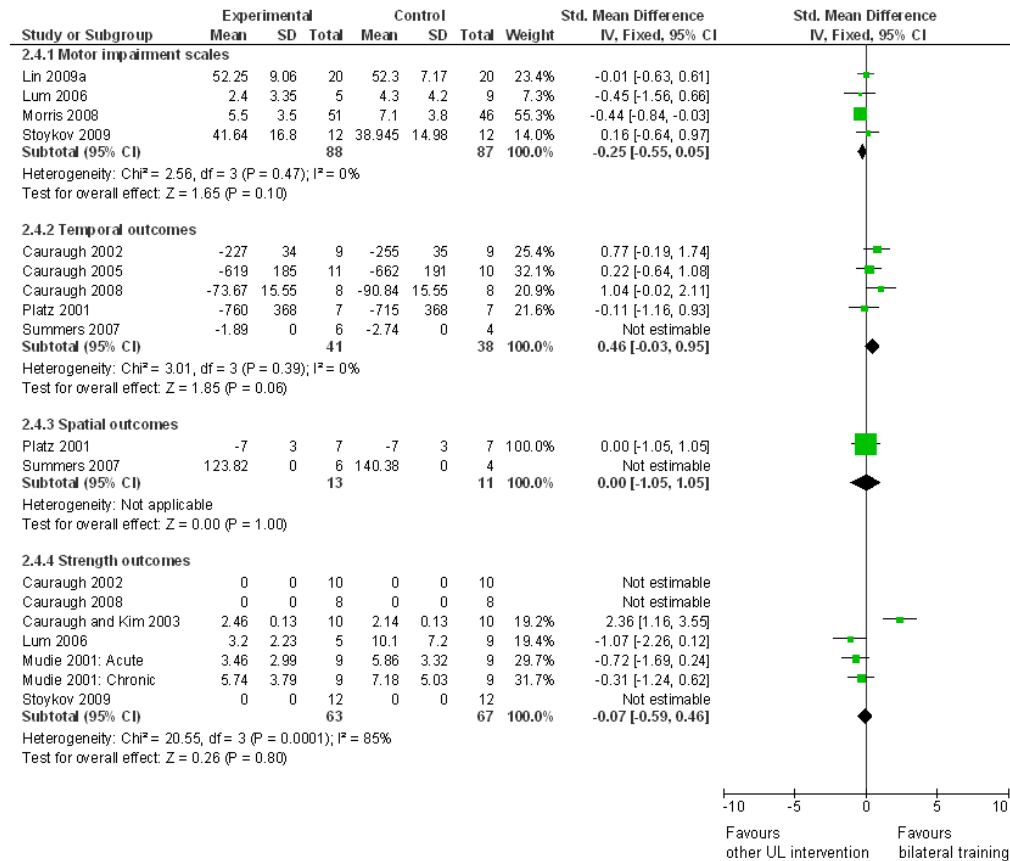 Experimental Control Std. Mean Difference Std. Mean Difference
Study or Subgroup Mean SD Total Mean SD Total Weight IV, Fixed, 95% CI IV, Fixed, 95% CI
2.4.1 Motor impairment scales
Lin 2009a 52.25 9.06 20 52.3 7.17 20 23.4% -0.01 [-0.63, 0.61]
Lum 2006 2.4 3.35 5 4.3 4.2 9 7.3% -0.45 [-1.56, 0.66]
Morris 2008 5.5 3.5 51 7.1 3.8 46 55.3% -0.44 [-0.84, -0.03]
Stoykov 2009 41.64 16.8 12 38.945 14.98 12 14.0% 0.16 [-0.64, 0.97]
Subtotal (95% CI) 88 87 100.0% -0.25 [-0.55, 0.05]
Heterogeneity: Chi² = 2.56, df = 3 (P = 0.47); I² = 0%
Test for overall effect: Z = 1.65 (P = 0.10)
2.4.2 Temporal outcomes
Cauraugh 2002 -227 34 9 -255 35 9 25.4% 0.77 [-0.19, 1.74]
Cauraugh 2005 -619 185 11 -662 191 10 32.1% 0.22 [-0.64, 1.08]
Cauraugh 2008 -73.67 15.55 8 -90.84 15.55 8 20.9% 1.04 [-0.02, 2.11]
Platz 2001 -760 368 7 -715 368 7 21.6% -0.11 [-1.16, 0.93]
Summers 2007 -1.89 0 6 -2.74 0 4 Not estimable
Subtotal (95% CI) 41 38 100.0% 0.46 [-0.03, 0.95]
Heterogeneity: Chi² = 3.01, df = 3 (P = 0.39); I² = 0%
Test for overall effect: Z = 1.85 (P = 0.06)
2.4.3 Spatial outcomes
Platz 2001 -7 3 7 -7 3 7 100.0% 0.00 [-1.05, 1.05]
Summers 2007 123.82 0 6 140.38 0 4 Not estimable
Subtotal (95% CI) 13 11 100.0% 0.00 [-1.05, 1.05]
Heterogeneity: Not applicable
Test for overall effect: Z = 0.00 (P = 1.00)
2.4.4 Strength outcomes
Cauraugh 2002 0 0 10 0 0 10 Not estimable
Cauraugh 2008 0 0 8 0 0 8 Not estimable
Cauraugh and Kim 2003 2.46 0.13 10 2.14 0.13 10 19.2% 2.36 [1.16, 3.55]
Lum 2006 3.2 2.23 5 10.1 7.2 9 19.4% -1.07 [-2.26, 0.12]
Mudie 2001: Acute 3.46 2.99 9 5.86 3.32 9 29.7% -0.72 [-1.69, 0.24]
Mudie 2001: Chronic 5.74 3.79 9 7.18 5.03 9 31.7% -0.31 [-1.24, 0.62]
Stoykov 2009 0 0 12 0 0 12 Not estimable
Subtotal (95% CI) 63 67 100.0% -0.07 [-0.59, 0.46]
Heterogeneity: Chi² = 20.55, df = 3 (P = 0.0001); I² = 85%
Test for overall effect: Z = 0.26 (P = 0.80)
-10 -5 0 5 10
Favours Favours
other UL intervention bilateral training